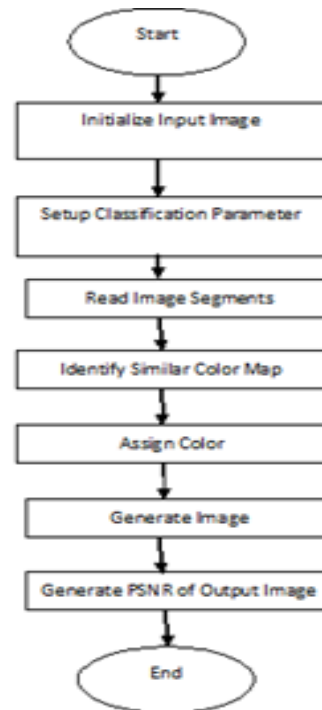 Start
Initialize Input Image
Setup Classification Parameter
Read Image Segments
Identify Similar Color Map
Assign Color
Generate Image
Generate PSNR of Output Image
End